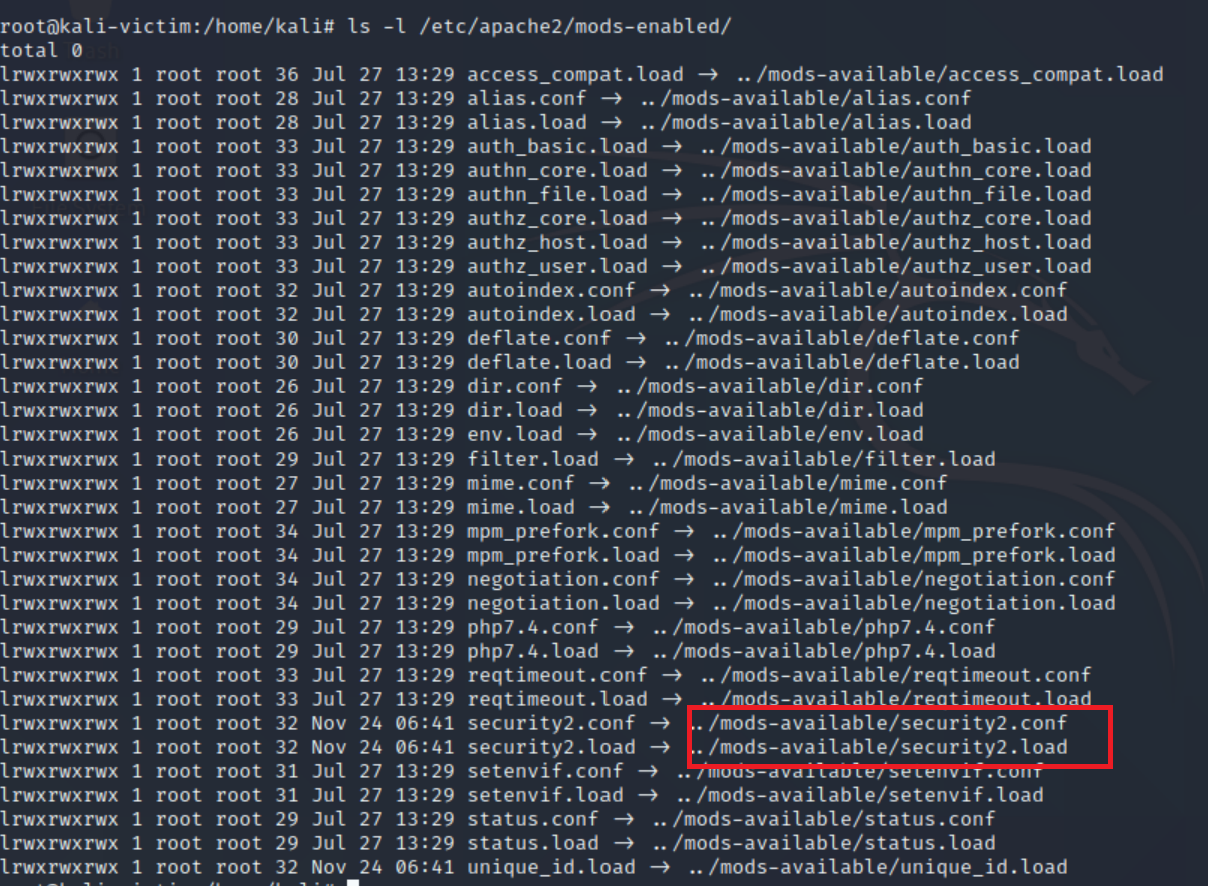 root@kali-victim:/home/kali# ls -l /etc/apache2/mods-enabled/
total 0
lrwxrwxrwx 1 root root 36 Jul 27 13:29 access_compat.load → ../mods-available/access_compat.load
lrwxrwxrwx 1 root root 28 Jul 27 13:29 alias.conf → ../mods-available/alias.conf
lrwxrwxrwx 1 root root 28 Jul 27 13:29 alias.load → ../mods-available/alias.load
lrwxrwxrwx 1 root root 33 Jul 27 13:29 auth_basic.load → ../mods-available/auth_basic.load
lrwxrwxrwx 1 root root 33 Jul 27 13:29 authn_core.load → ../mods-available/authn_core.load
lrwxrwxrwx 1 root root 33 Jul 27 13:29 authn_file.load → ../mods-available/authn_file.load
lrwxrwxrwx 1 root root 33 Jul 27 13:29 authz_core.load → ../mods-available/authz_core.load
lrwxrwxrwx 1 root root 33 Jul 27 13:29 authz_host.load → ../mods-available/authz_host.load
lrwxrwxrwx 1 root root 33 Jul 27 13:29 authz_user.load → ../mods-available/authz_user.load
lrwxrwxrwx 1 root root 32 Jul 27 13:29 autoindex.conf → ../mods-available/autoindex.conf
lrwxrwxrwx 1 root root 32 Jul 27 13:29 autoindex.load → ../mods-available/autoindex.load
lrwxrwxrwx 1 root root 30 Jul 27 13:29 deflate.conf → ../mods-available/deflate.conf
lrwxrwxrwx 1 root root 30 Jul 27 13:29 deflate.load → ../mods-available/deflate.load
lrwxrwxrwx 1 root root 26 Jul 27 13:29 dir.conf → ../mods-available/dir.conf
lrwxrwxrwx 1 root root 26 Jul 27 13:29 dir.load → ../mods-available/dir.load
lrwxrwxrwx 1 root root 26 Jul 27 13:29 env.load → ../mods-available/env.load
lrwxrwxrwx 1 root root 29 Jul 27 13:29 filter.load → ../mods-available/filter.load
lrwxrwxrwx 1 root root 27 Jul 27 13:29 mime.conf → ../mods-available/mime.conf
lrwxrwxrwx 1 root root 27 Jul 27 13:29 mime.load → ../mods-available/mime.load
lrwxrwxrwx 1 root root 34 Jul 27 13:29 mpm_prefork.conf → ../mods-available/mpm_prefork.conf
lrwxrwxrwx 1 root root 34 Jul 27 13:29 mpm_prefork.load → ../mods-available/mpm_prefork.load
lrwxrwxrwx 1 root root 34 Jul 27 13:29 negotiation.conf → ../mods-available/negotiation.conf
lrwxrwxrwx 1 root root 34 Jul 27 13:29 negotiation.load → ../mods-available/negotiation.load
lrwxrwxrwx 1 root root 29 Jul 27 13:29 php7.4.conf → ../mods-available/php7.4.conf
lrwxrwxrwx 1 root root 29 Jul 27 13:29 php7.4.load → ../mods-available/php7.4.load
lrwxrwxrwx 1 root root 33 Jul 27 13:29 reqtimeout.conf → ../mods-available/reqtimeout.conf
lrwxrwxrwx 1 root root 33 Jul 27 13:29 reqtimeout.load → ../mods-available/reqtimeout.load
lrwxrwxrwx 1 root root 32 Nov 24 06:41 security2.conf → ../mods-available/security2.conf
lrwxrwxrwx 1 root root 32 Nov 24 06:41 security2.load → ../mods-available/security2.load
lrwxrwxrwx 1 root root 31 Jul 27 13:29 setenvif.conf → ../mods-available/setenvif.conf
lrwxrwxrwx 1 root root 31 Jul 27 13:29 setenvif.load → ../mods-available/setenvif.load
lrwxrwxrwx 1 root root 29 Jul 27 13:29 status.conf → ../mods-available/status.conf
lrwxrwxrwx 1 root root 29 Jul 27 13:29 status.load → ../mods-available/status.load
lrwxrwxrwx 1 root root 32 Nov 24 06:41 unique_id.load → ../mods-available/unique_id.load
root@kali-victim:/home/kali#